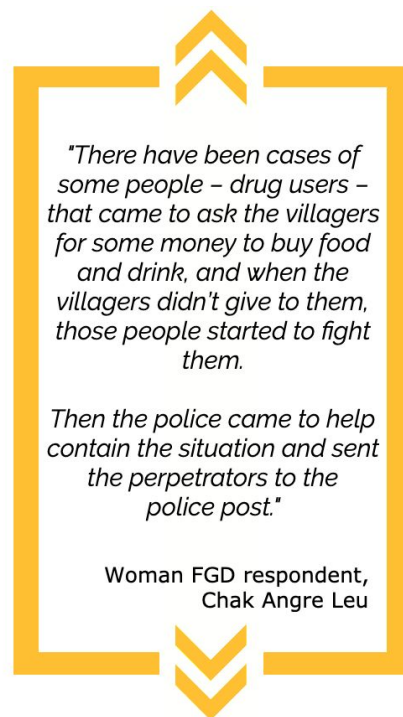 "There have been cases of
some people – drug users –
that came to ask the villagers
for some money to buy food
and drink, and when the
villagers didn't give to them,
those people started to fight
them.
Then the police came to help
contain the situation and sent
the perpetrators to the
police post."
Woman FGD respondent,
Chak Angre Leu